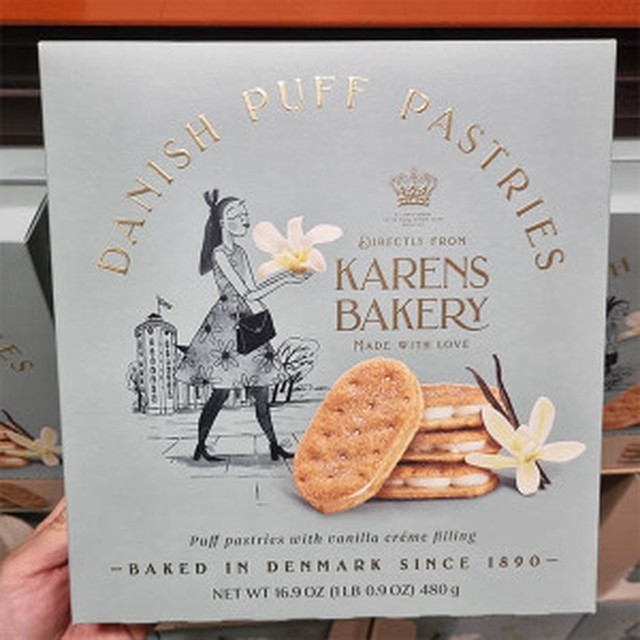 DANISH PUFF PASTRIES
DIRECTLY FROM
KARENS
BAKERY
MADE WITH LOVE
Puff pastries with vanilla créme filling
–BAKED IN DENMARK SINCE 1890–
NET WT 16.9 OZ (1 LB 0.9 OZ) 480 g